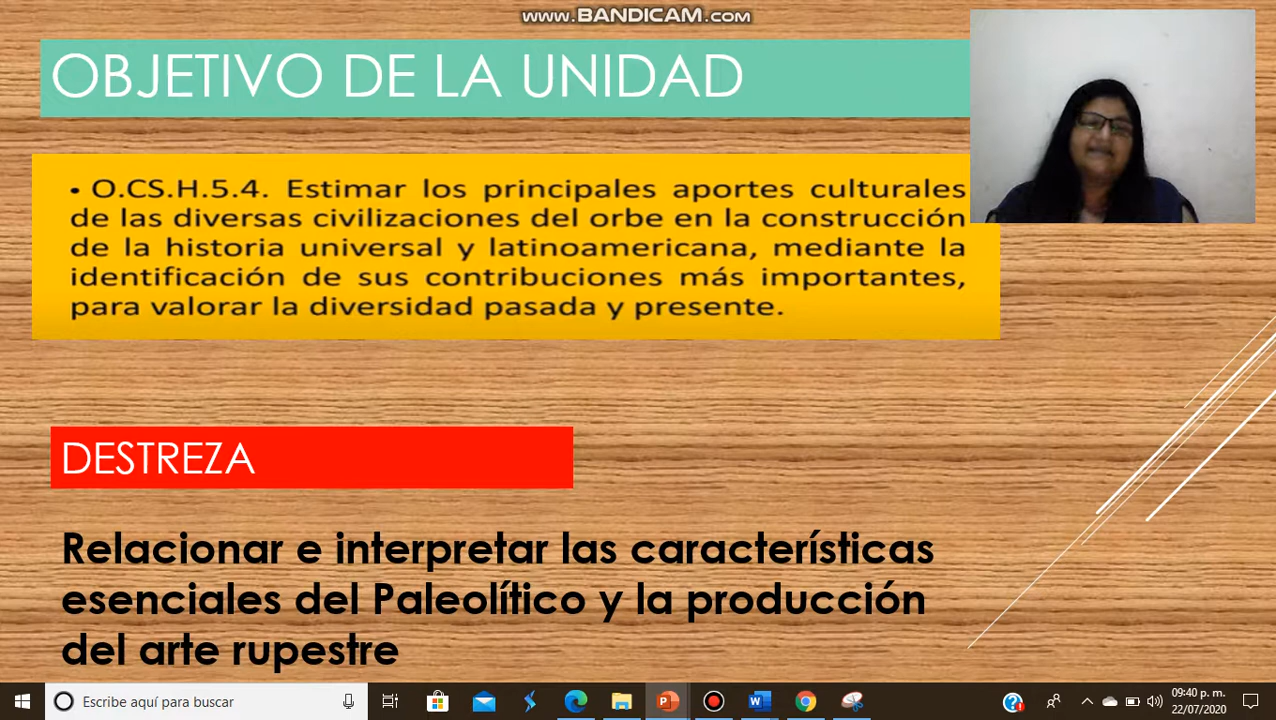 www.BANDICAM.com
OBJETIVO DE LA UNIDAD
• O.CS.H.5.4. Estimar los principales aportes culturales
de las diversas civilizaciones del orbe en la construcción
de la historia universal y latinoamericana, mediante la
identificación de sus contribuciones más importantes,
para valorar la diversidad pasada y presente.
DESTREZA
Relacionar e interpretar las características
esenciales del Paleolítico y la producción
del arte rupestre
Escribe aquí para buscar
09:40 p. m.
22/07/2020